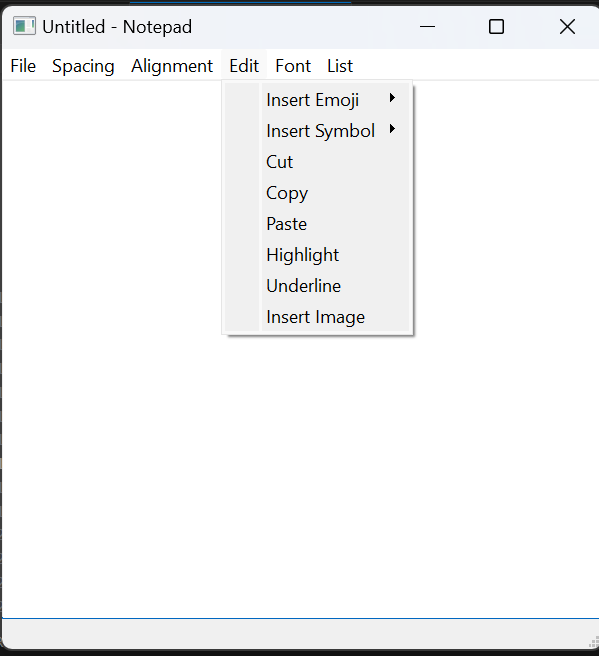 Untitled - Notepad
File Spacing Alignment Edit Font List
Insert Emoji
Insert Symbol
Cut
Copy
Paste
Highlight
Underline
Insert Image